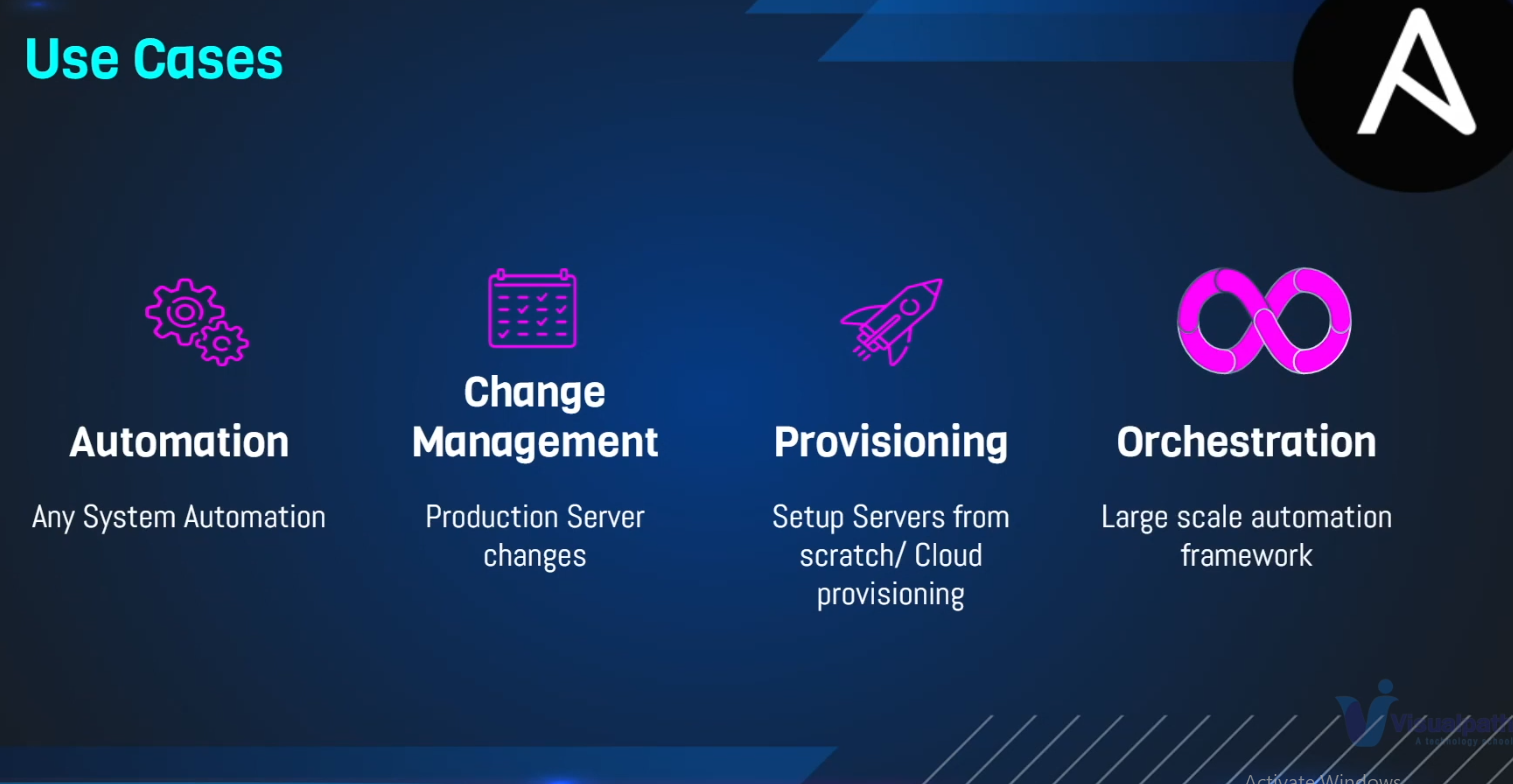 Use Cases
Automation
Any System Automation
Change
Management
Production Server
changes
Provisioning
Setup Servers from
scratch/ Cloud
provisioning
Orchestration
Large scale automation
framework
Visualpath
A technology school
Activate Windows